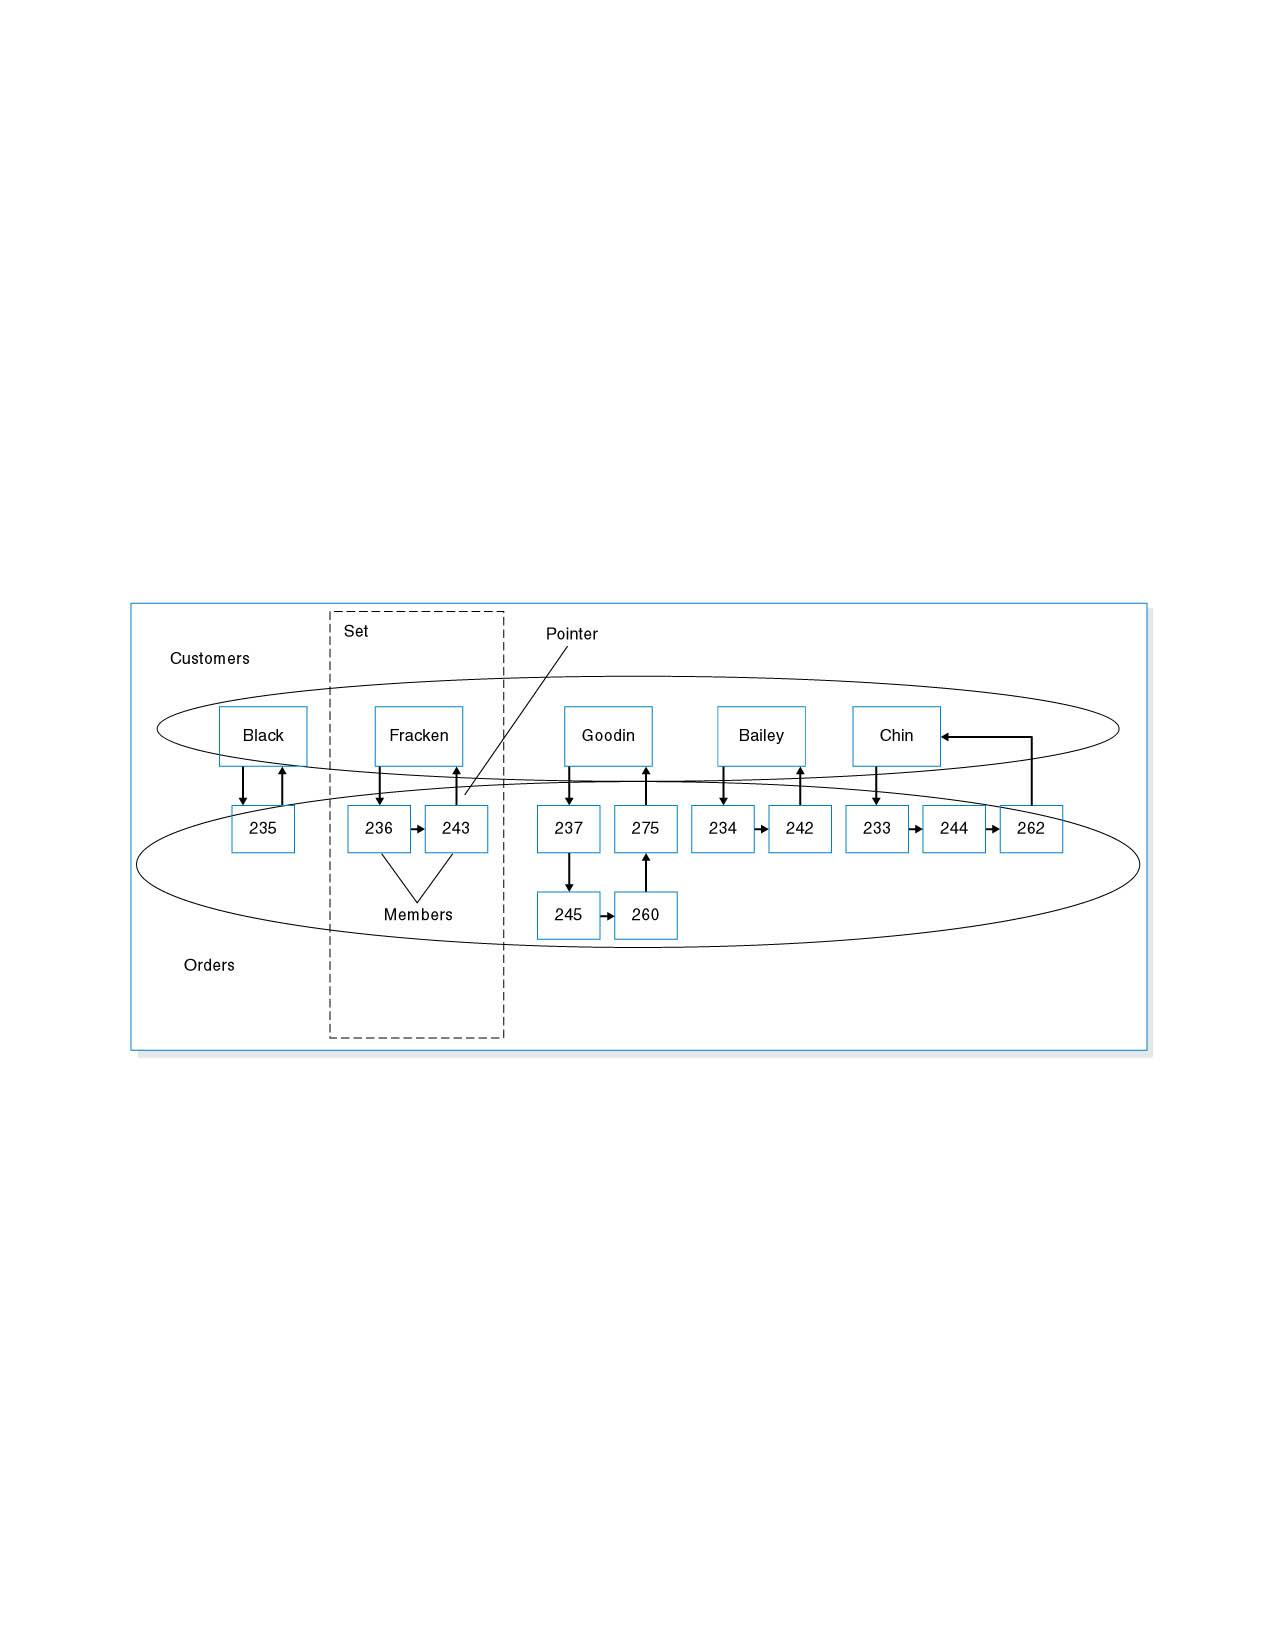 Set
Pointer
Customers
Black Fracken Goodin Bailey Chin
235 236 243 237 275 234 242 233 244 262
Members
245 260
Orders